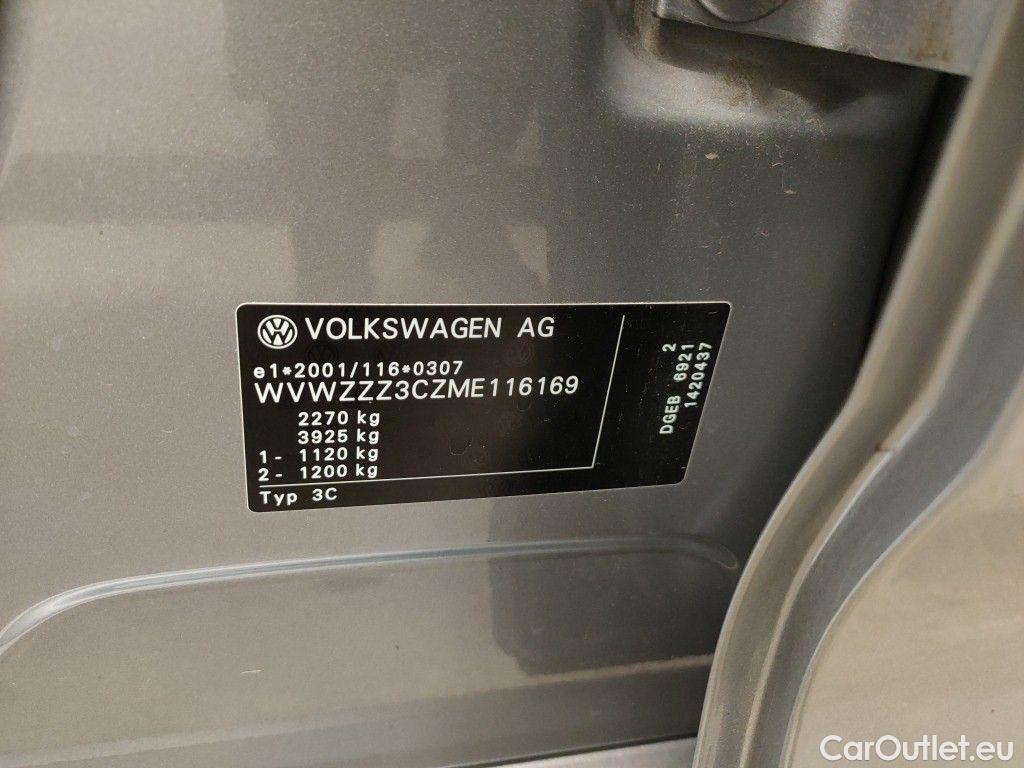 VOLKSWAGEN AG
e1*2001/116*0307
WVWZZZ3CZME116169
2270 kg
3925 kg
1- 1120 kg
2- 1200 kg
Typ 3C
DGEB 6921 2
1420437
CarOutlet.eu